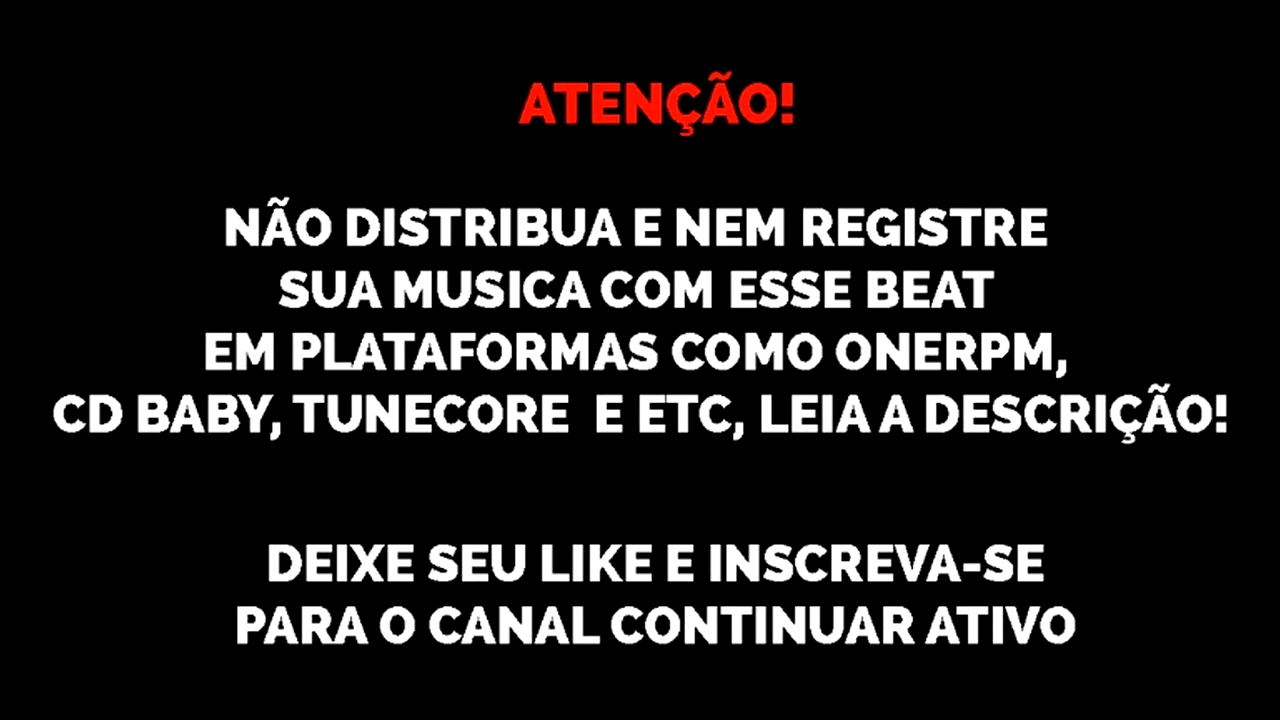 ATENÇÃO!
NÃO DISTRIBUA E NEM REGISTRE
SUA MUSICA COM ESSE BEAT
EM PLATAFORMAS COMO ONERPM,
CD BABY, TUNECORE E ETC, LEIA A DESCRIÇÃO!
DEIXE SEU LIKE E INSCREVA-SE
PARA O CANAL CONTINUAR ATIVO